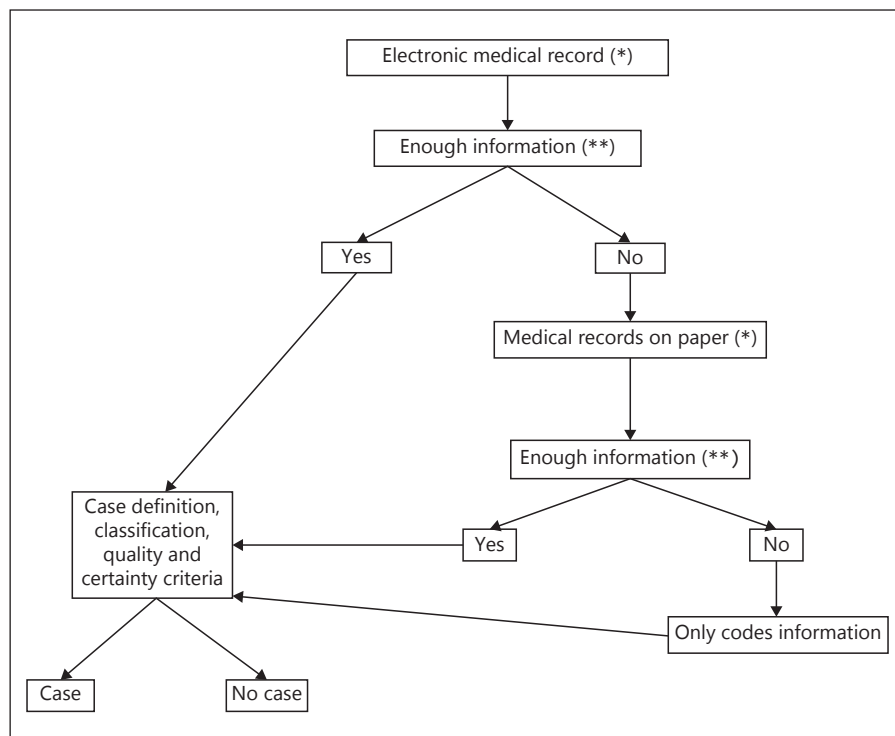 Electronic medical record (*)
Enough information (**)
Yes
No
Medical records on paper (*)
Enough information (**)
Case definition,
classification,
quality and
certainty criteria
Yes
No
Only codes information
Case
No case